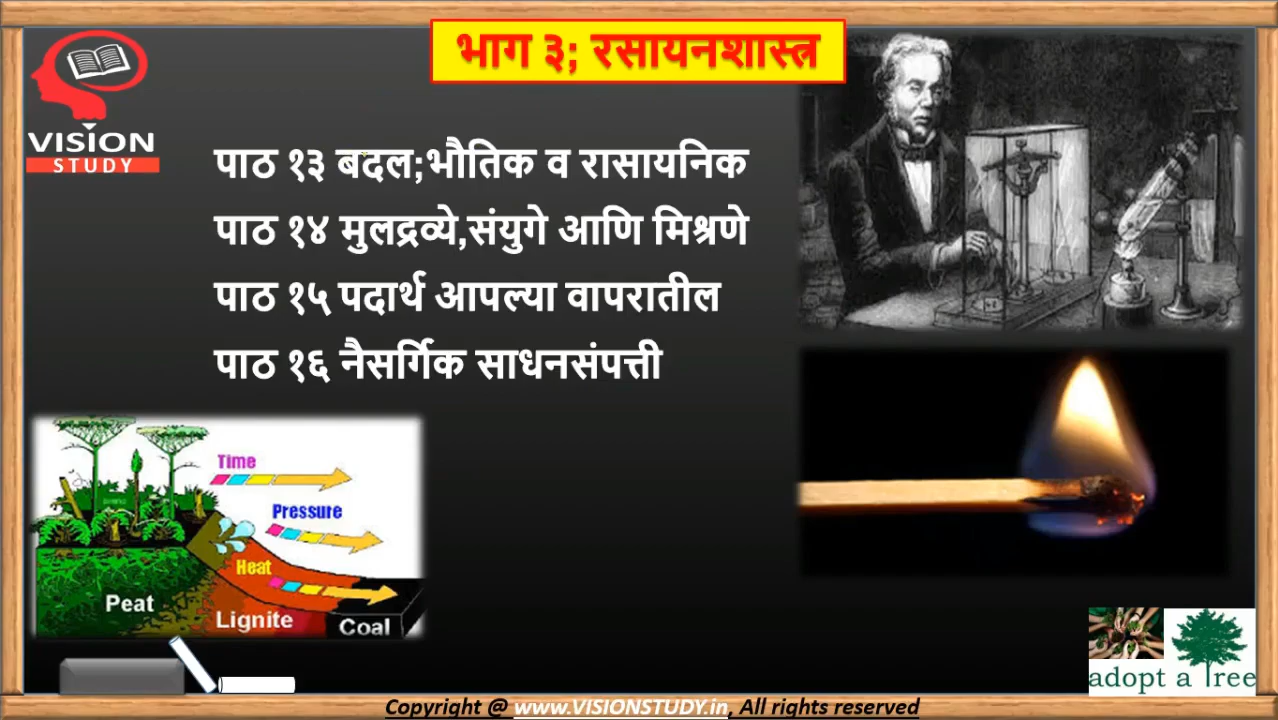 भाग ३; रसायनशास्त्र
VISION
STUDY
पाठ १३ बदल;भौतिक व रासायनिक
पाठ १४ मुलद्रव्ये,संयुगे आणि मिश्रणे
पाठ १५ पदार्थ आपल्या वापरातील
पाठ १६ नैसर्गिक साधनसंपत्ती
Time
Pressure
Heat
Peat
Lignite
Coal
adopt a Tree
Copyright @ www.VISIONSTUDY.in, All rights reserved